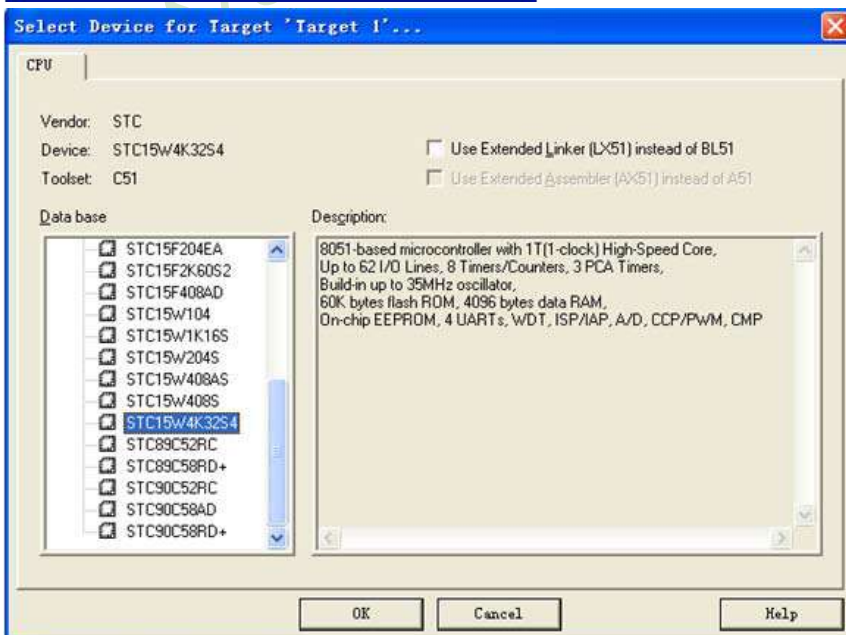 Select Device for Target 'Target 1'...
CPU
Vendor: STC
Device: STC15W4K32S4
Toolset: C51
Use Extended Linker (LX51) instead of BL51
Use Extended Assembler (AX51) instead of A51
Data base
STC15F204EA
STC15F2K60S2
STC15F408AD
STC15W104
STC15W1K16S
STC15W204S
STC15W408AS
STC15W408S
STC15W4K32S4
STC89C52RC
STC89C58RD+
STC90C52RC
STC90C58AD
STC90C58RD+
Description:
8051-based microcontroller with 1T(1-clock) High-Speed Core,
Up to 62 I/O Lines, 8 Timers/Counters, 3 PCA Timers,
Build-in up to 35MHz oscillator,
60K bytes flash ROM, 4096 bytes data RAM,
On-chip EEPROM, 4 UARTs, WDT, ISP/IAP, A/D, CCP/PWM, CMP
OK
Cancel
Help